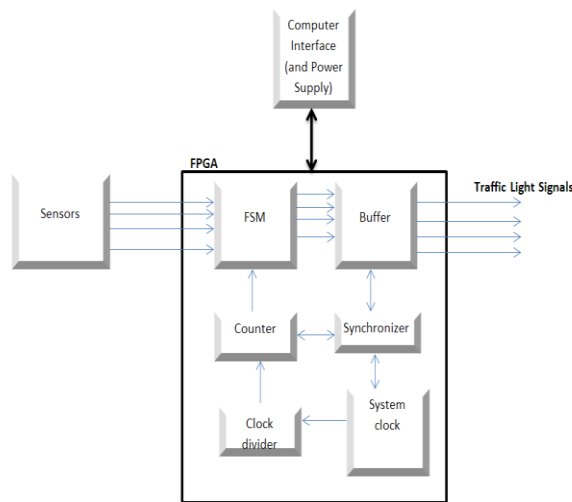 Computer
Interface
(and Power
Supply)
FPGA
Traffic Light Signals
Sensors
FSM
Buffer
Counter
Synchronizer
Clock
divider
System
clock